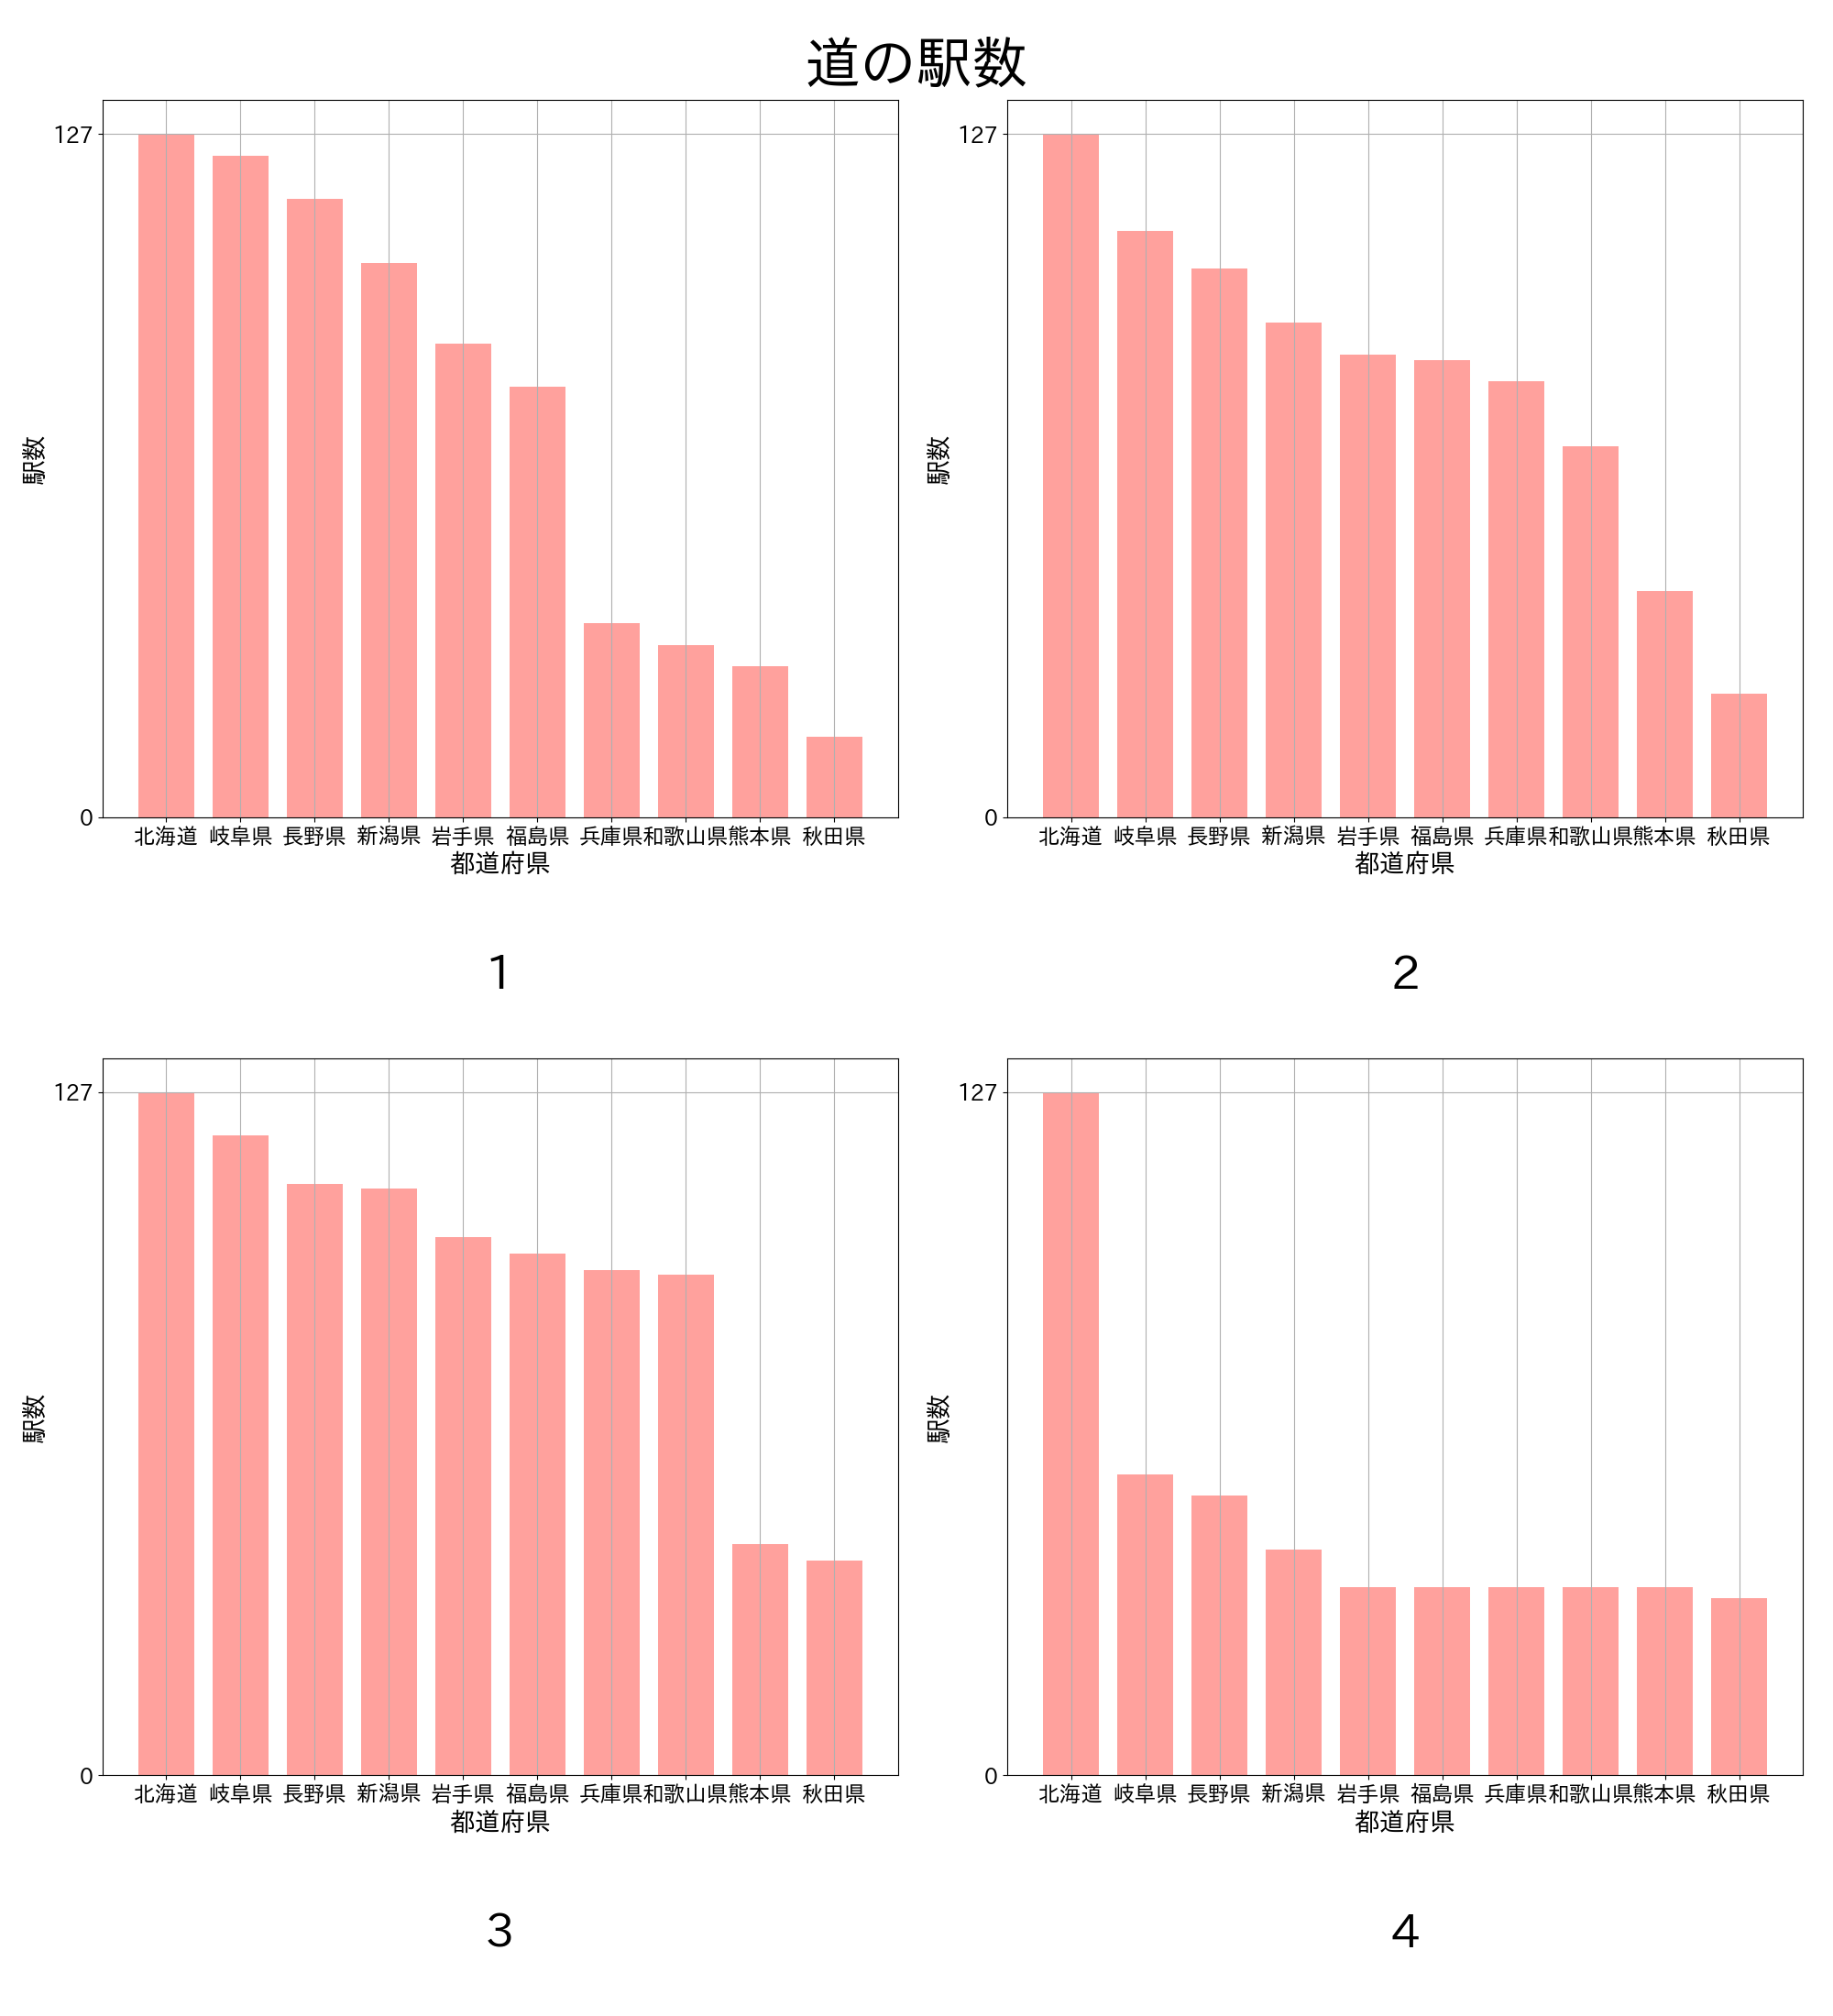 道の駅数
127
0
駅数
北海道 岐阜県 長野県 新潟県 岩手県 福島県 兵庫県 和歌山県 熊本県 秋田県
都道府県
1
127
0
駅数
北海道 岐阜県 長野県 新潟県 岩手県 福島県 兵庫県 和歌山県 熊本県 秋田県
都道府県
2
127
0
駅数
北海道 岐阜県 長野県 新潟県 岩手県 福島県 兵庫県 和歌山県 熊本県 秋田県
都道府県
3
127
0
駅数
北海道 岐阜県 長野県 新潟県 岩手県 福島県 兵庫県 和歌山県 熊本県 秋田県
都道府県
4